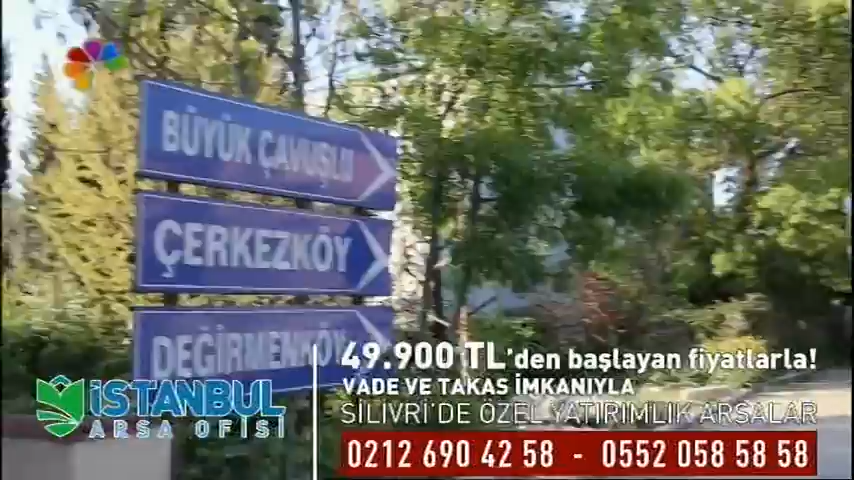 BÜYÜK ÇAVUŞLU
ÇERKEZKÖY
DEĞİRMENKÖY
İSTANBUL
ARSA OFİSİ
49.900 TL'den başlayan fiyatlarla!
VADE VE TAKAS İMKANIYLA
SİLİVRİ'DE ÖZEL YATIRIMLIK ARSALAR
0212 690 42 58 - 0552 058 58 58